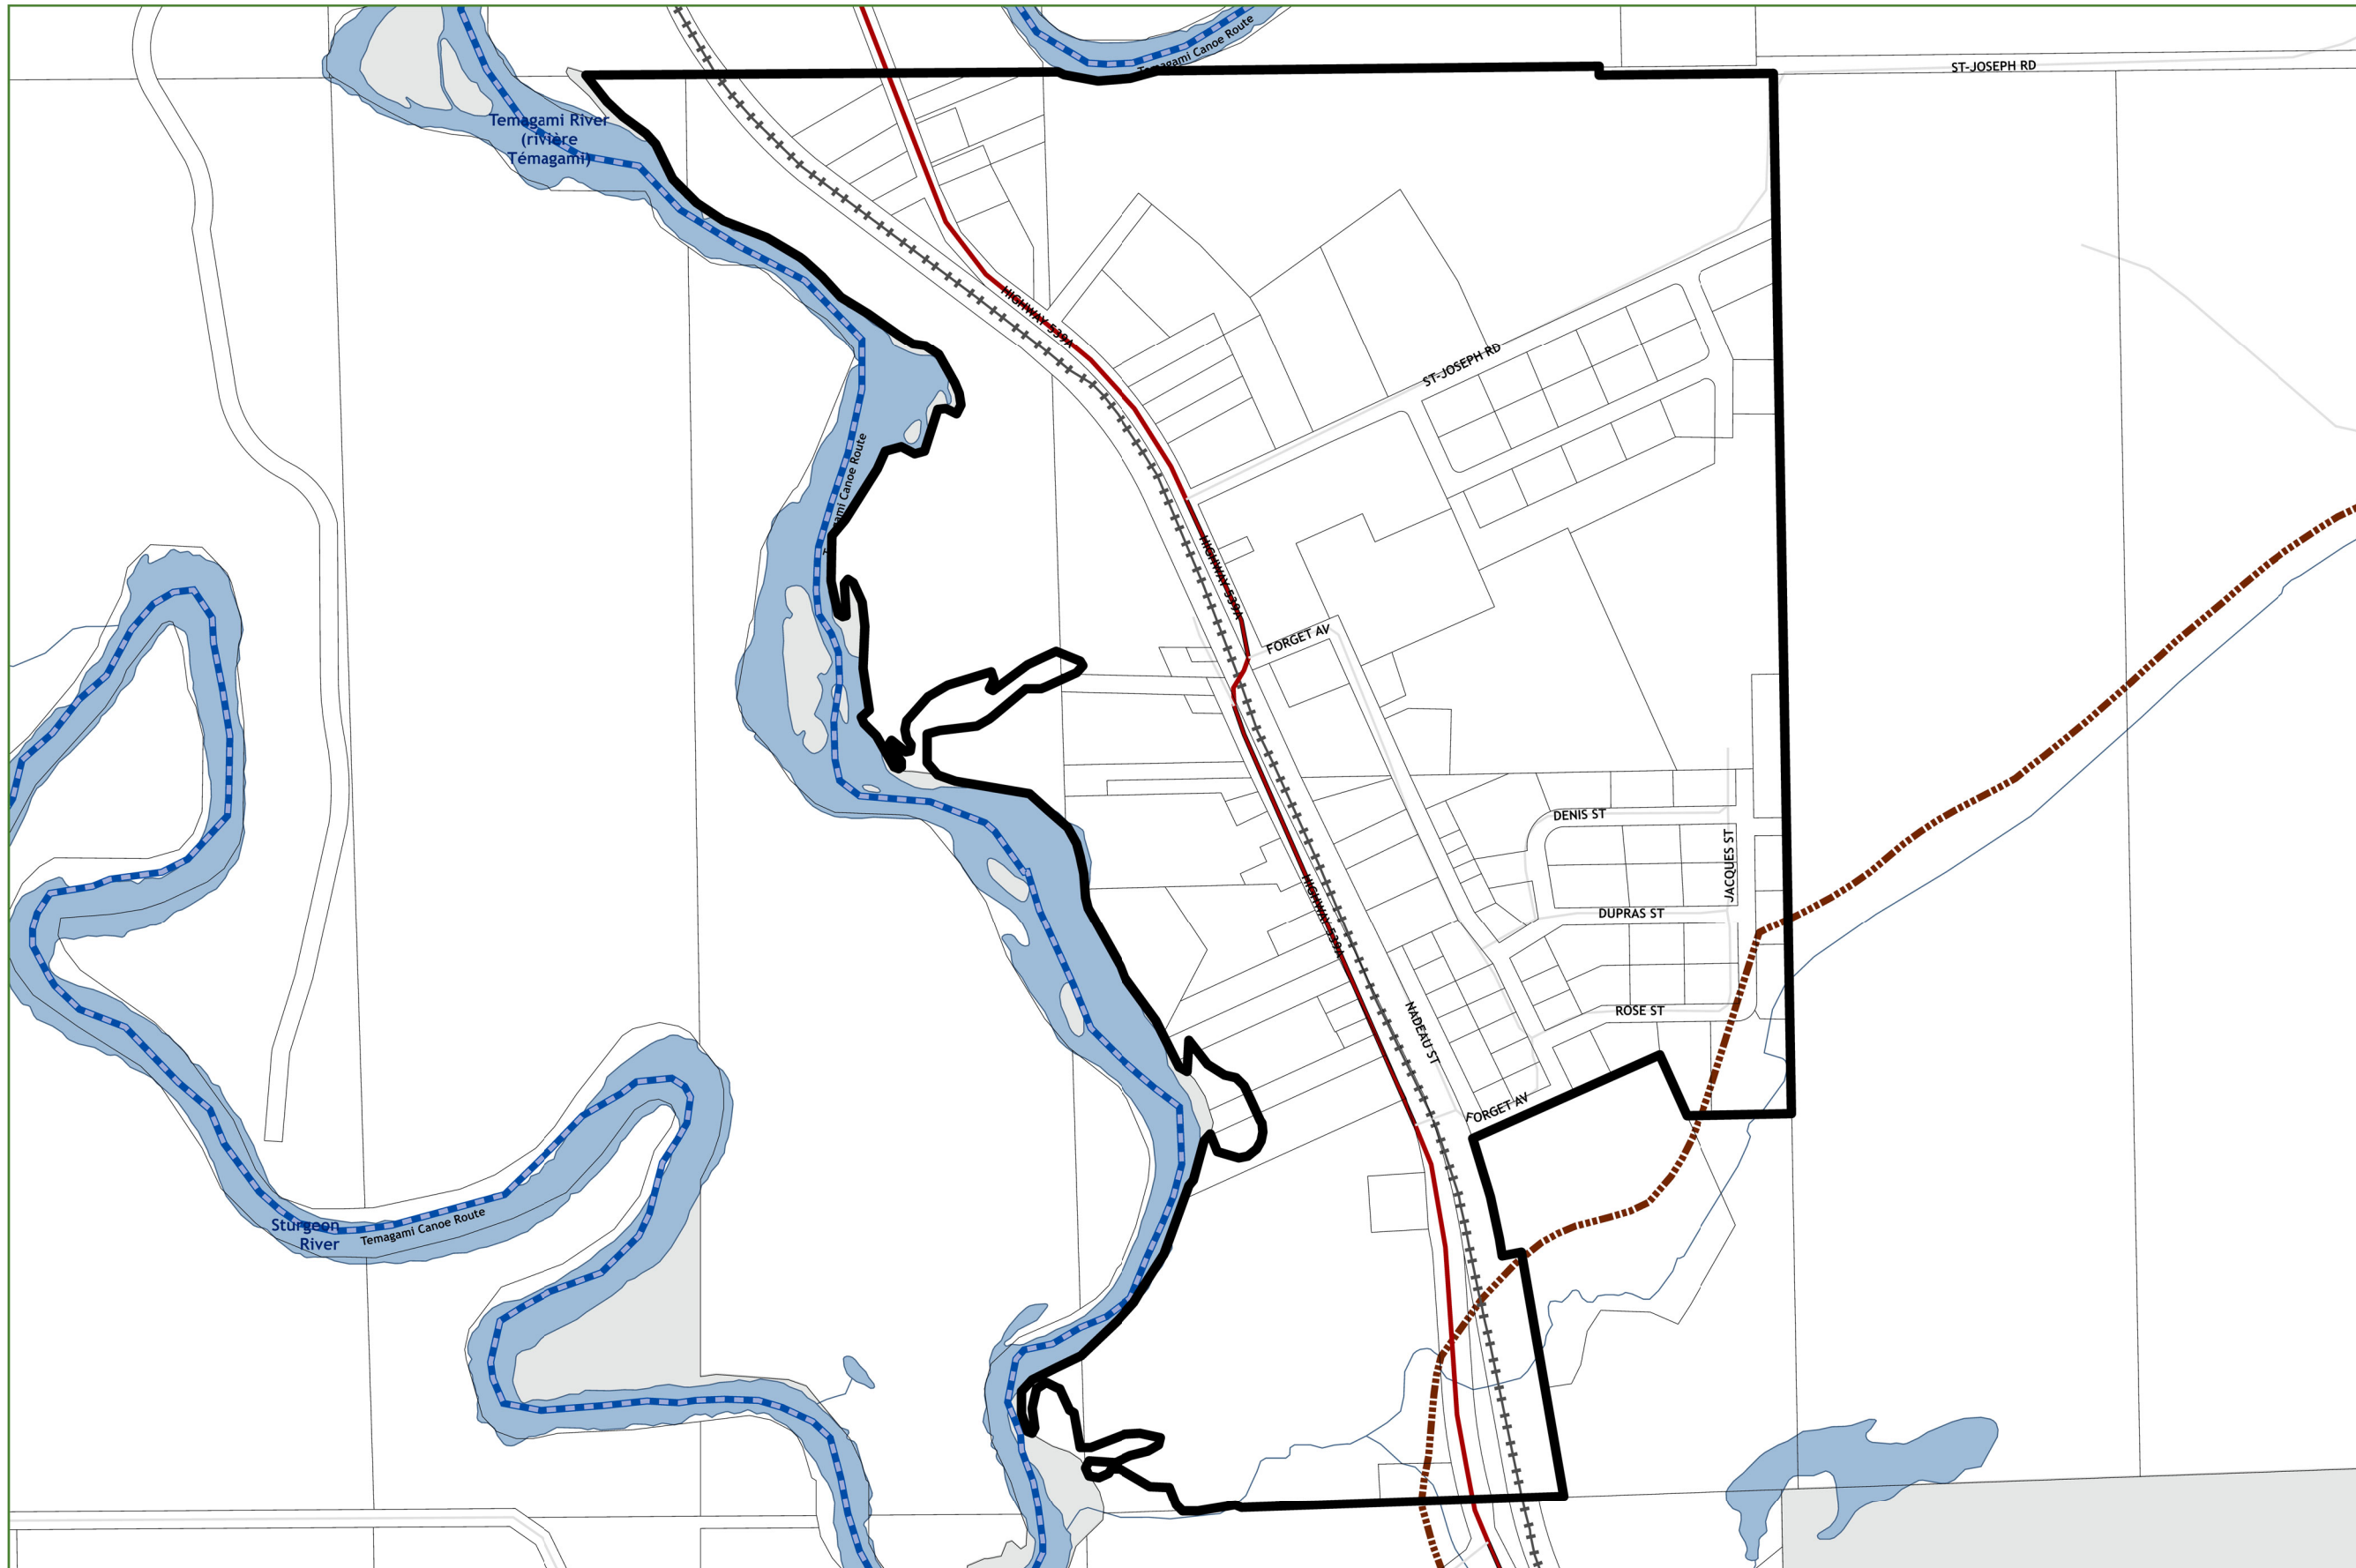 Temagami Canoe Route
ST-JOSEPH RD
Temagami River
(rivière
Témagami)
HIGHWAY 539A
ST-JOSEPH RD
ami Canoe Route
HIGHWAY 539A
FORGET AV
DENIS ST
JACQUES ST
HIGHWAY 539A
DUPRAS ST
ROSE ST
NADEAU ST
FORGET AV
Sturgeon
River
Temagami Canoe Route